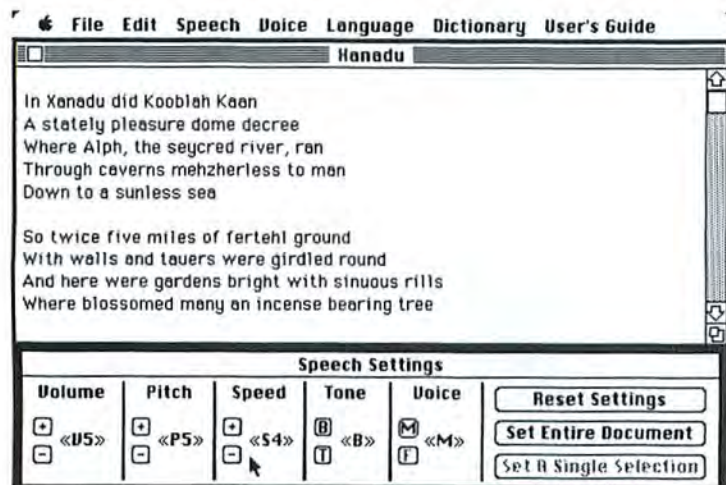 File Edit Speech Voice Language Dictionary User's Guide
Xanadu
In Xanadu did Kooblah Kaan
A stately pleasure dome decree
Where Alph, the seycred river, ran
Through caverns mehzherless to man
Down to a sunless sea
So twice five miles of fertehl ground
With walls and tauers were girdled round
And here were gardens bright with sinuous rills
Where blossomed many an incense bearing tree
Speech Settings
Volume Pitch Speed Tone Voice
+ + + B M
«V5» «P5» «S4» «B» «M»
- - - T F
Reset Settings
Set Entire Document
Set A Single Selection